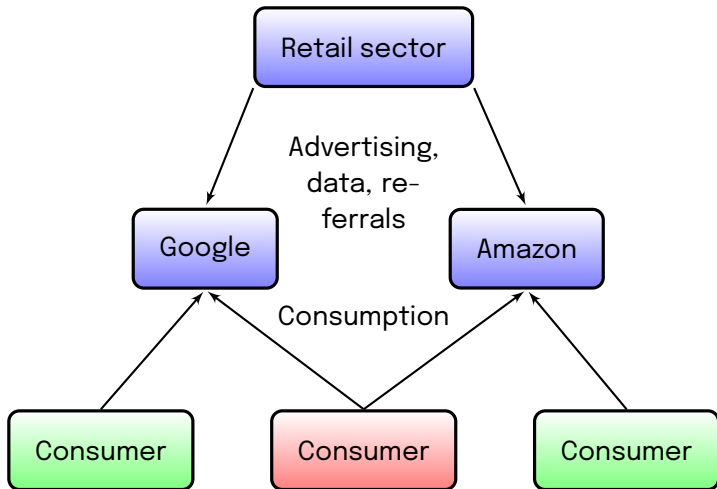 Retail sector
Advertising,
data, re-
ferrals
Google
Amazon
Consumption
Consumer
Consumer
Consumer